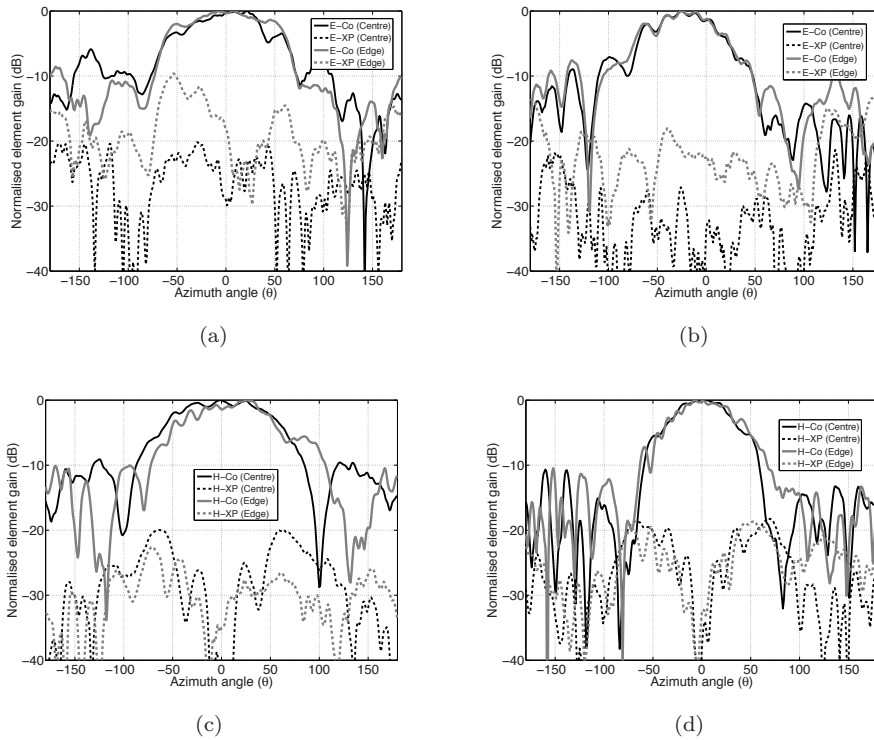 Normalised element gain (dB)
0
−10
−20
−30
−40
−150 −100 −50 0 50 100 150
Azimuth angle (θ)
E−Co (Centre)
E−XP (Centre)
E−Co (Edge)
E−XP (Edge)
(a)
Normalised element gain (dB)
0
−10
−20
−30
−40
−150 −100 −50 0 50 100 150
Azimuth angle (θ)
E−Co (Centre)
E−XP (Centre)
E−Co (Edge)
E−XP (Edge)
(b)
Normalised element gain (dB)
0
−10
−20
−30
−40
−150 −100 −50 0 50 100 150
Azimuth angle (θ)
H−Co (Centre)
H−XP (Centre)
H−Co (Edge)
H−XP (Edge)
(c)
Normalised element gain (dB)
0
−10
−20
−30
−40
−150 −100 −50 0 50 100 150
Azimuth angle (θ)
H−Co (Centre)
H−XP (Centre)
H−Co (Edge)
H−XP (Edge)
(d)